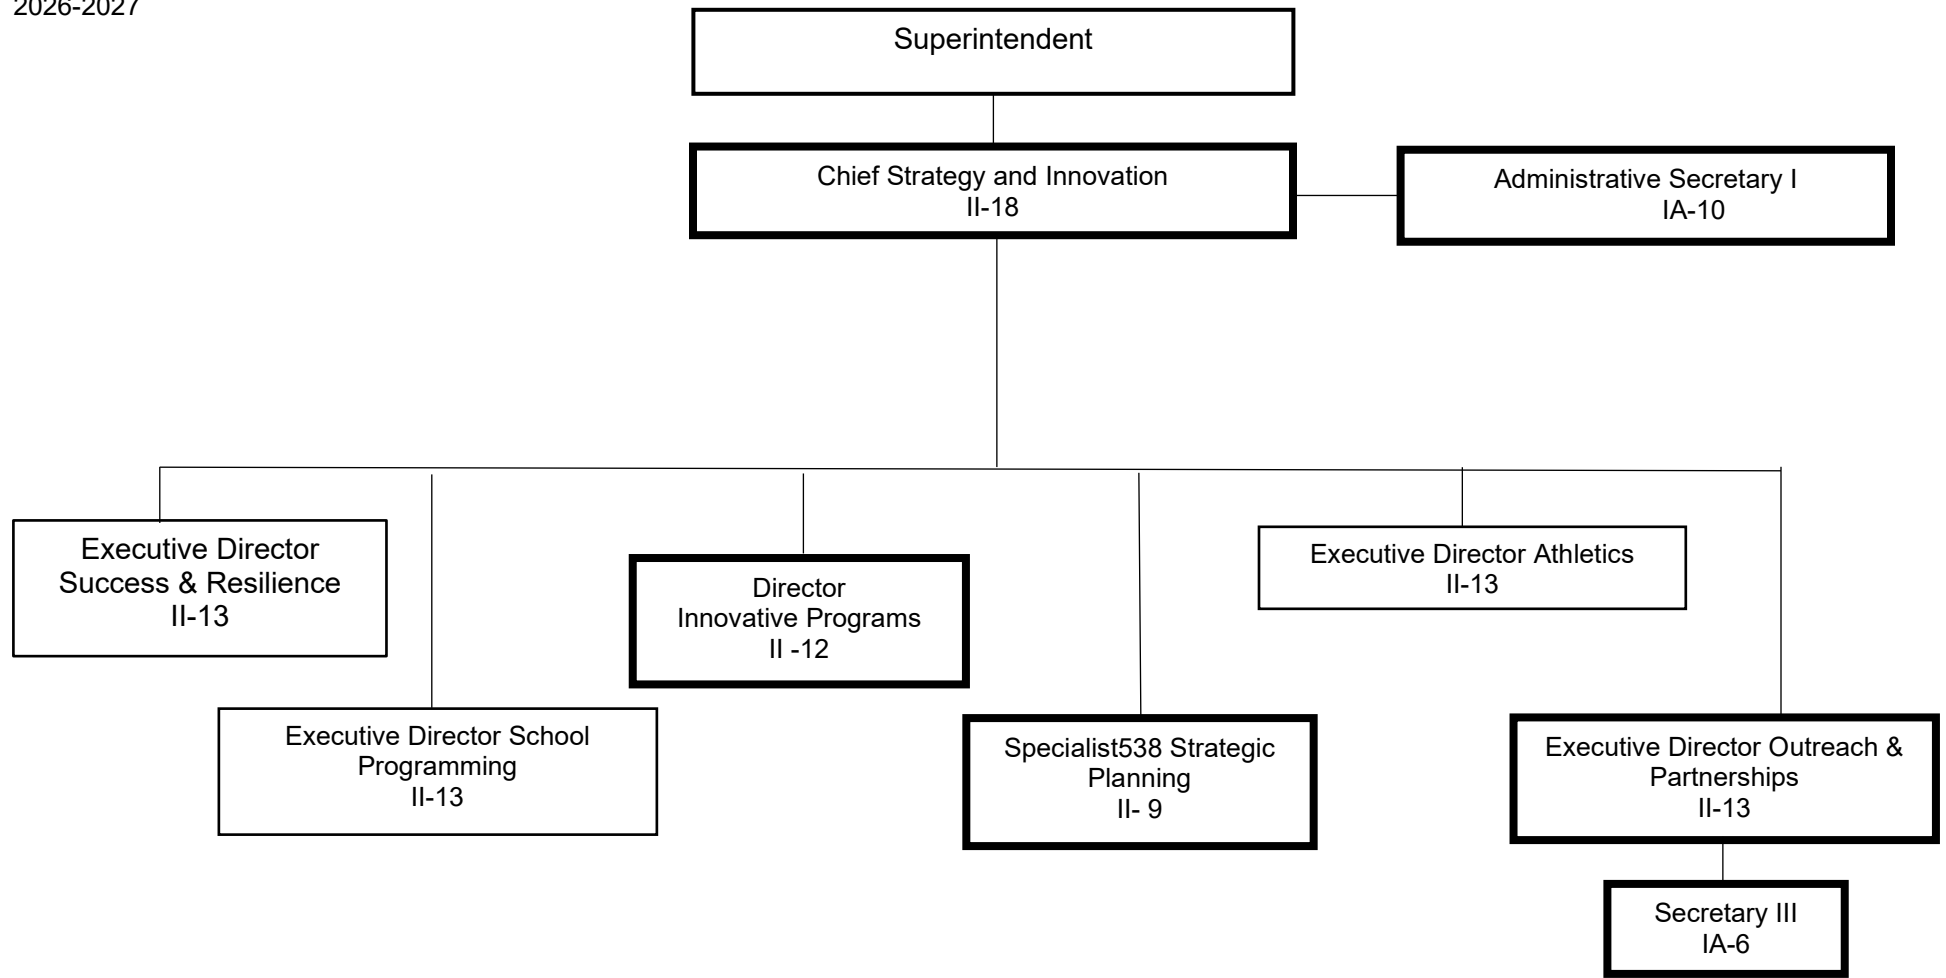 2026-2027
Superintendent
Chief Strategy and Innovation
II-18
Administrative Secretary I
IA-10
Executive Director
Success & Resilience
II-13
Executive Director School
Programming
II-13
Director
Innovative Programs
II -12
Specialist538 Strategic
Planning
II- 9
Executive Director Athletics
II-13
Executive Director Outreach &
Partnerships
II-13
Secretary III
IA-6